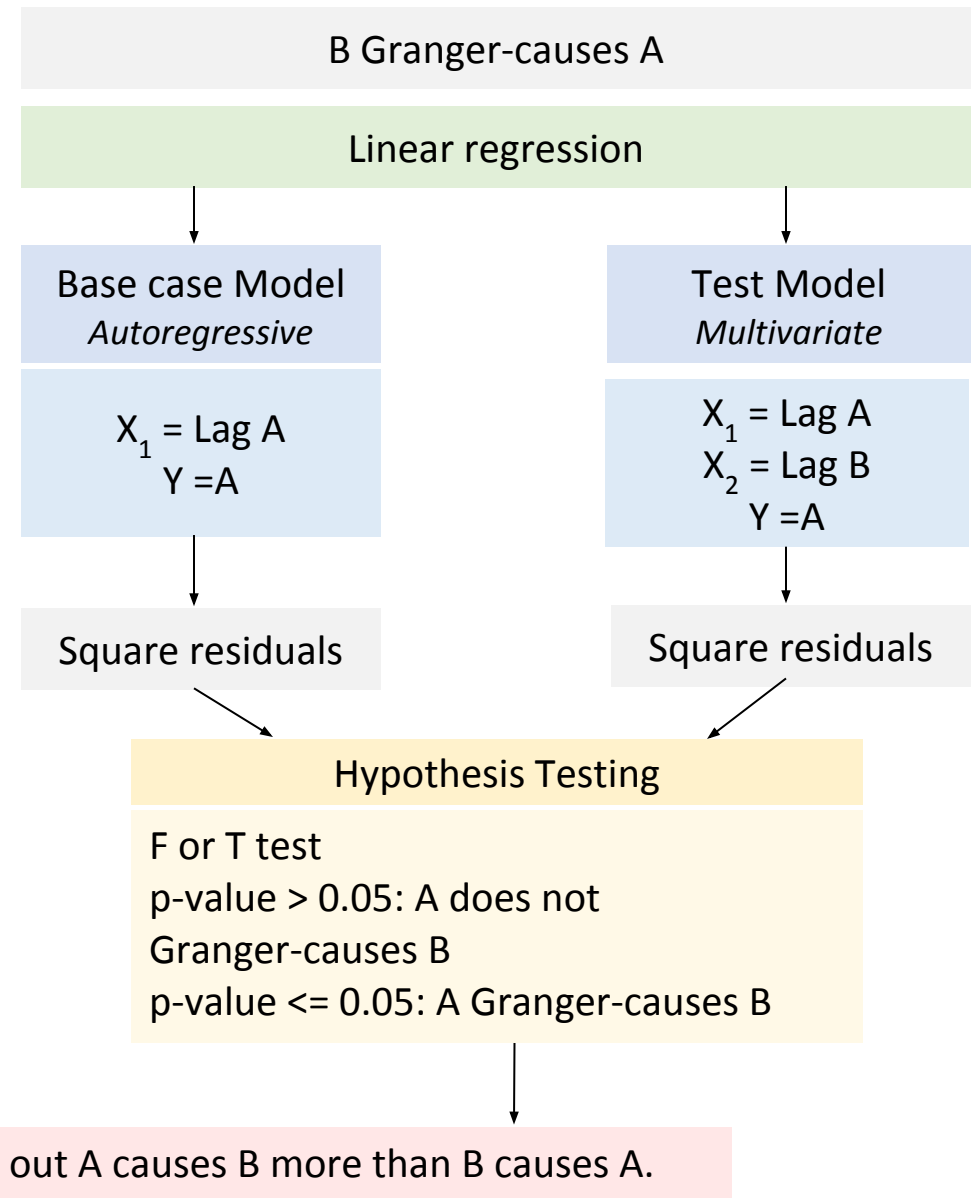 B Granger-causes A
Linear regression
Base case Model
Autoregressive
Test Model
Multivariate
X₁ = Lag A
Y =A
X₁ = Lag A
X₂ = Lag B
Y =A
Square residuals
Square residuals
Hypothesis Testing
F or T test
p-value > 0.05: A does not
Granger-causes B
p-value <= 0.05: A Granger-causes B
out A causes B more than B causes A.